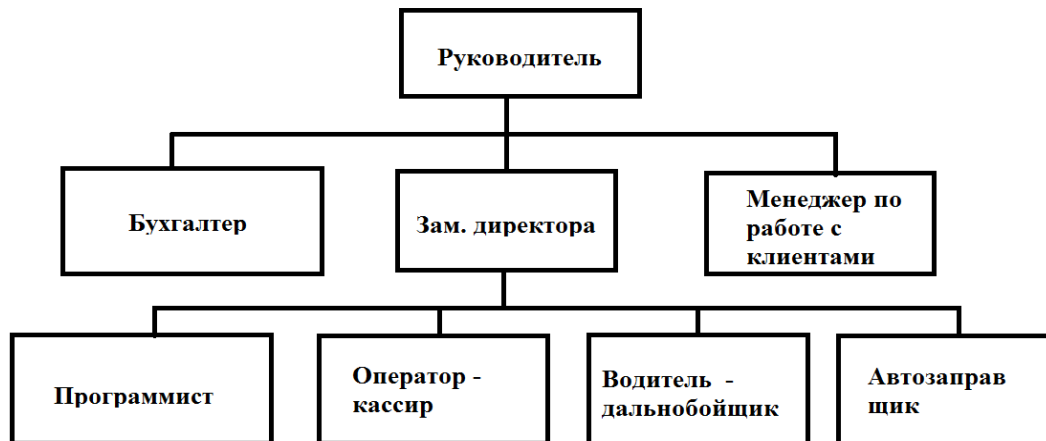 Руководитель
Бухгалтер
Зам. директора
Менеджер по
работе с
клиентами
Программист
Оператор -
кассир
Водитель -
дальнобойщик
Автозаправ
щик